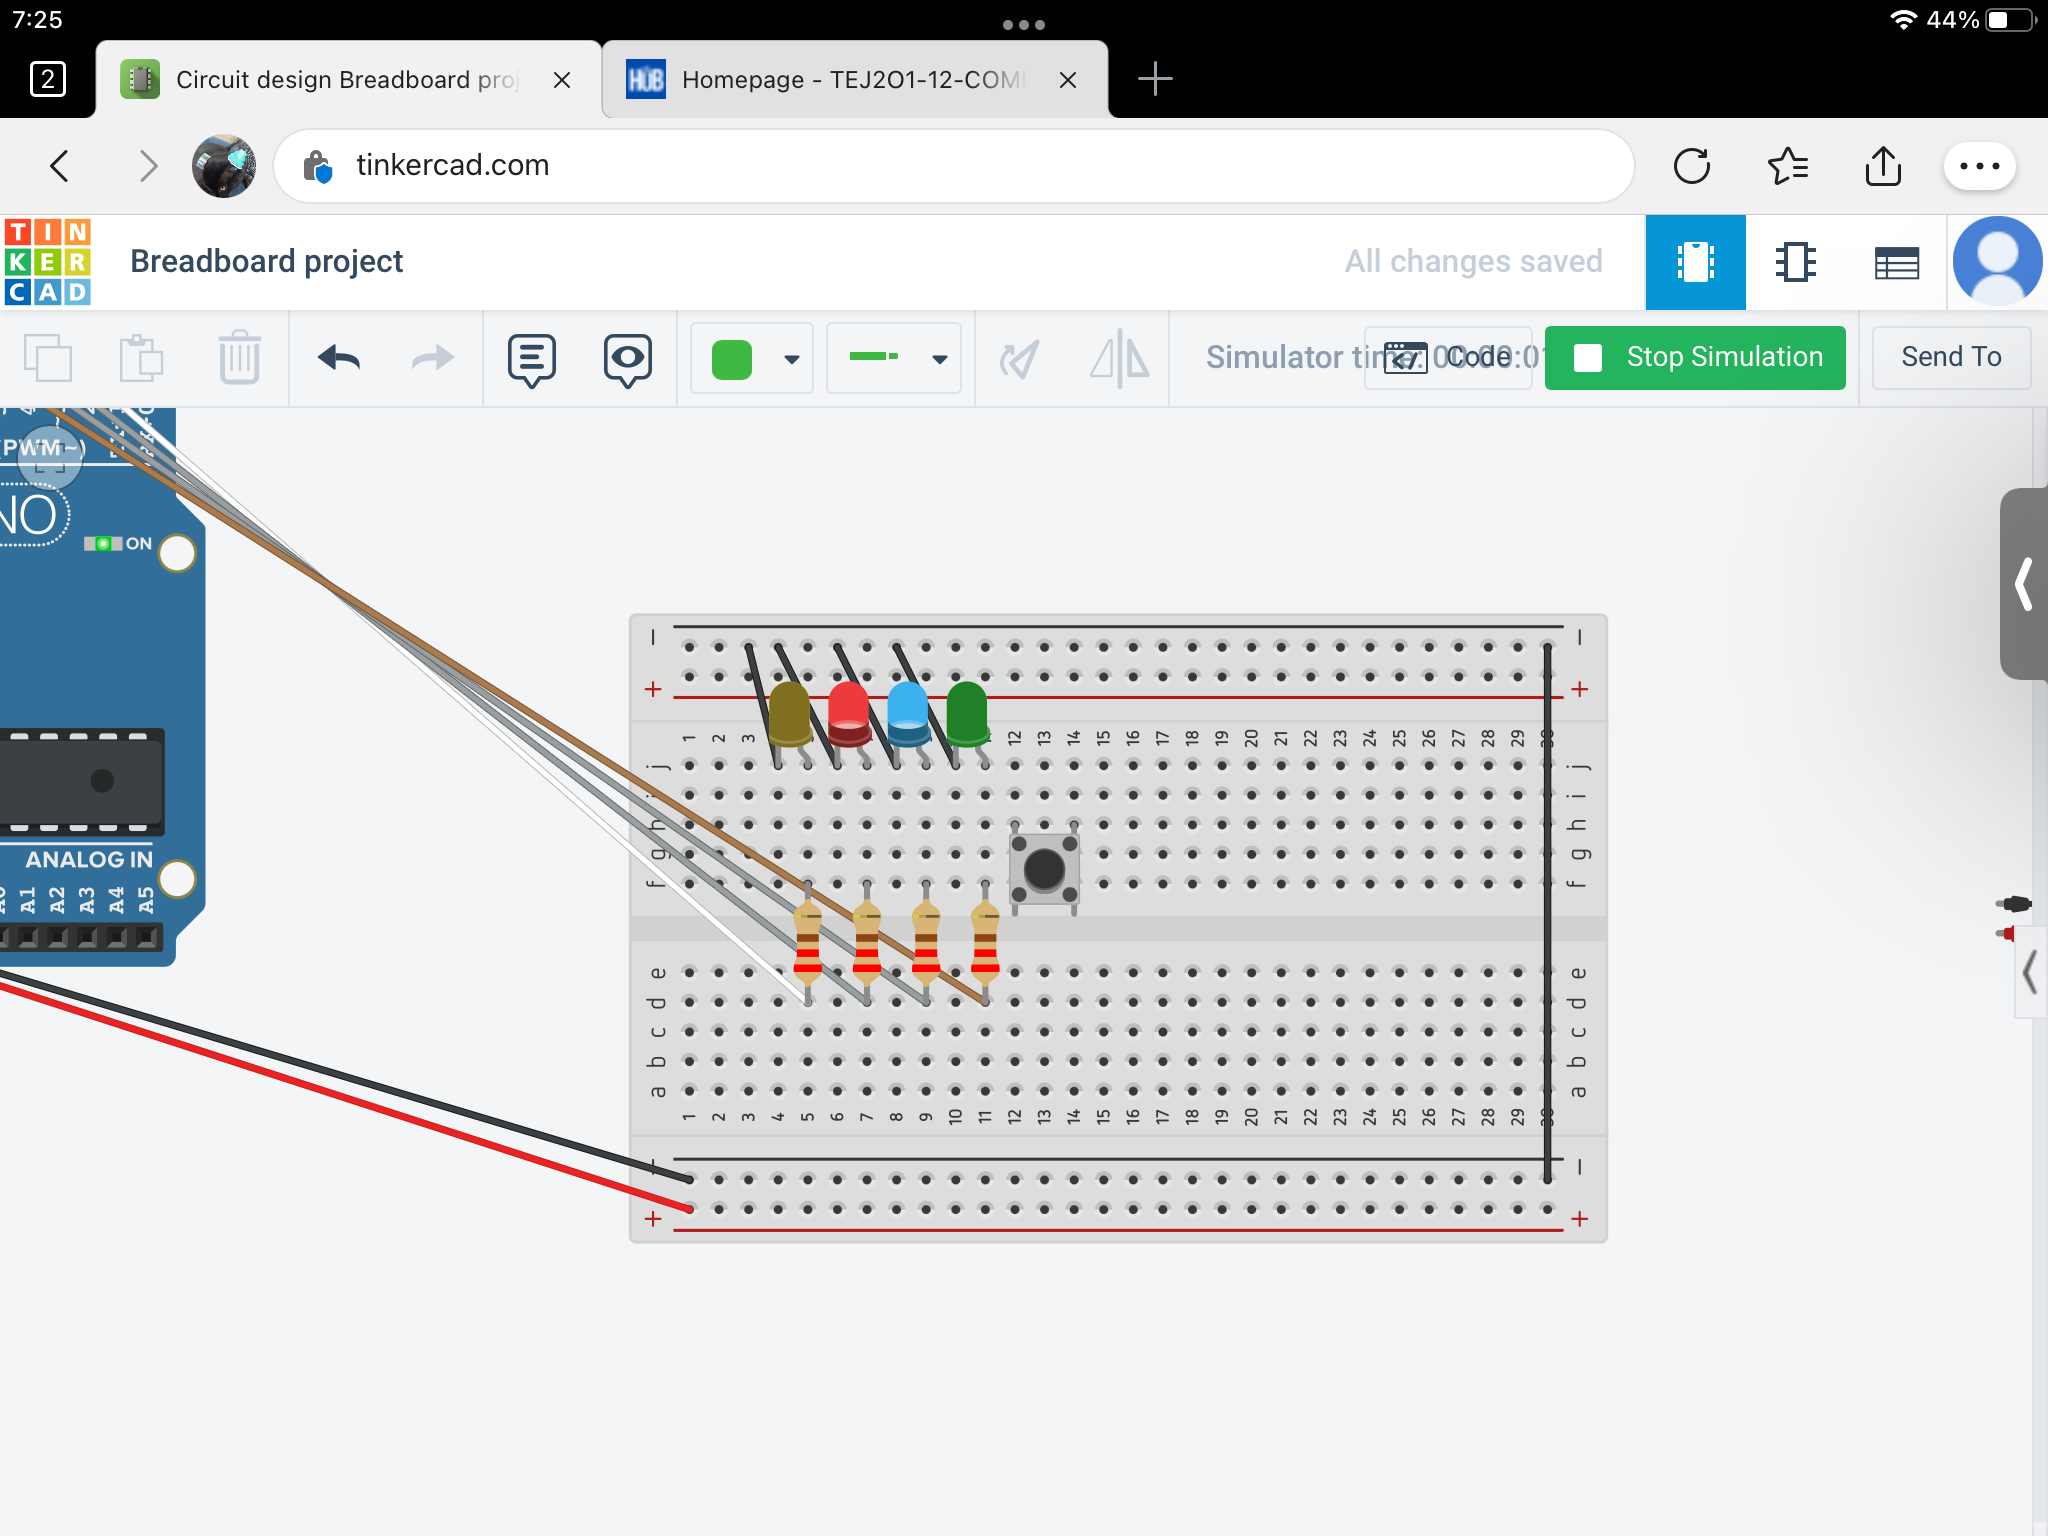 7:25
44%
2
Circuit design Breadboard proj
HUB
Homepage - TEJ2O1-12-COM
tinkercad.com
TIN
KER
CAD
Breadboard project
All changes saved
Simulator time: 00:00:0
Code
Stop Simulation
Send To
(PWM~)
NO
ON
ANALOG IN
A0 A1 A2 A3 A4 A5
− −
+ +
1 2 3 12 13 14 15 16 17 18 19 20 21 22 23 24 25 26 27 28 29 30
j j
i i
h h
g g
f f
e e
d d
c c
b b
a a
1 2 3 4 5 6 7 8 9 10 11 12 13 14 15 16 17 18 19 20 21 22 23 24 25 26 27 28 29 30
− −
+ +